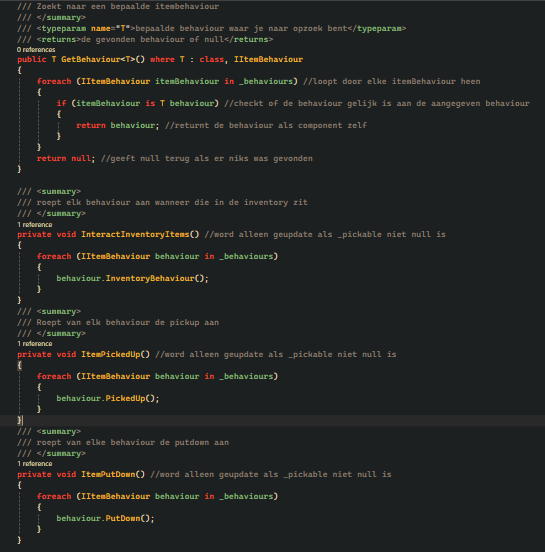 /// Zoekt naar een bepaalde itembehaviour
/// </summary>
/// <typeparam name="T">bepaalde behaviour waar je naar opzoek bent</typeparam>
/// <returns>de gevonden behaviour of null</returns>
0 references
public T GetBehaviour<T>() where T : class, IItemBehaviour
{
foreach (IItemBehaviour itemBehaviour in _behaviours) //loopt door elke itemBehaviour heen
{
if (itemBehaviour is T behaviour) //checkt of de behaviour gelijk is aan de aangegeven behaviour
{
return behaviour; //returnt de behaviour als component zelf
}
}
return null; //geeft null terug als er niks was gevonden
}
/// <summary>
/// roept elk behaviour aan wanneer die in de inventory zit
/// </summary>
1 reference
private void InteractInventoryItems() //word alleen geupdate als _pickable niet null is
{
foreach (IItemBehaviour behaviour in _behaviours)
{
behaviour.InventoryBehaviour();
}
}
/// <summary>
/// Roept van elk behaviour de pickup aan
/// </summary>
1 reference
private void ItemPickedUp() //word alleen geupdate als _pickable niet null is
{
foreach (IItemBehaviour behaviour in _behaviours)
{
behaviour.PickedUp();
}
}
/// <summary>
/// roept van elke behaviour de putdown aan
/// </summary>
1 reference
private void ItemPutDown() //word alleen geupdate als _pickable niet null is
{
foreach (IItemBehaviour behaviour in _behaviours)
{
behaviour.PutDown();
}
}